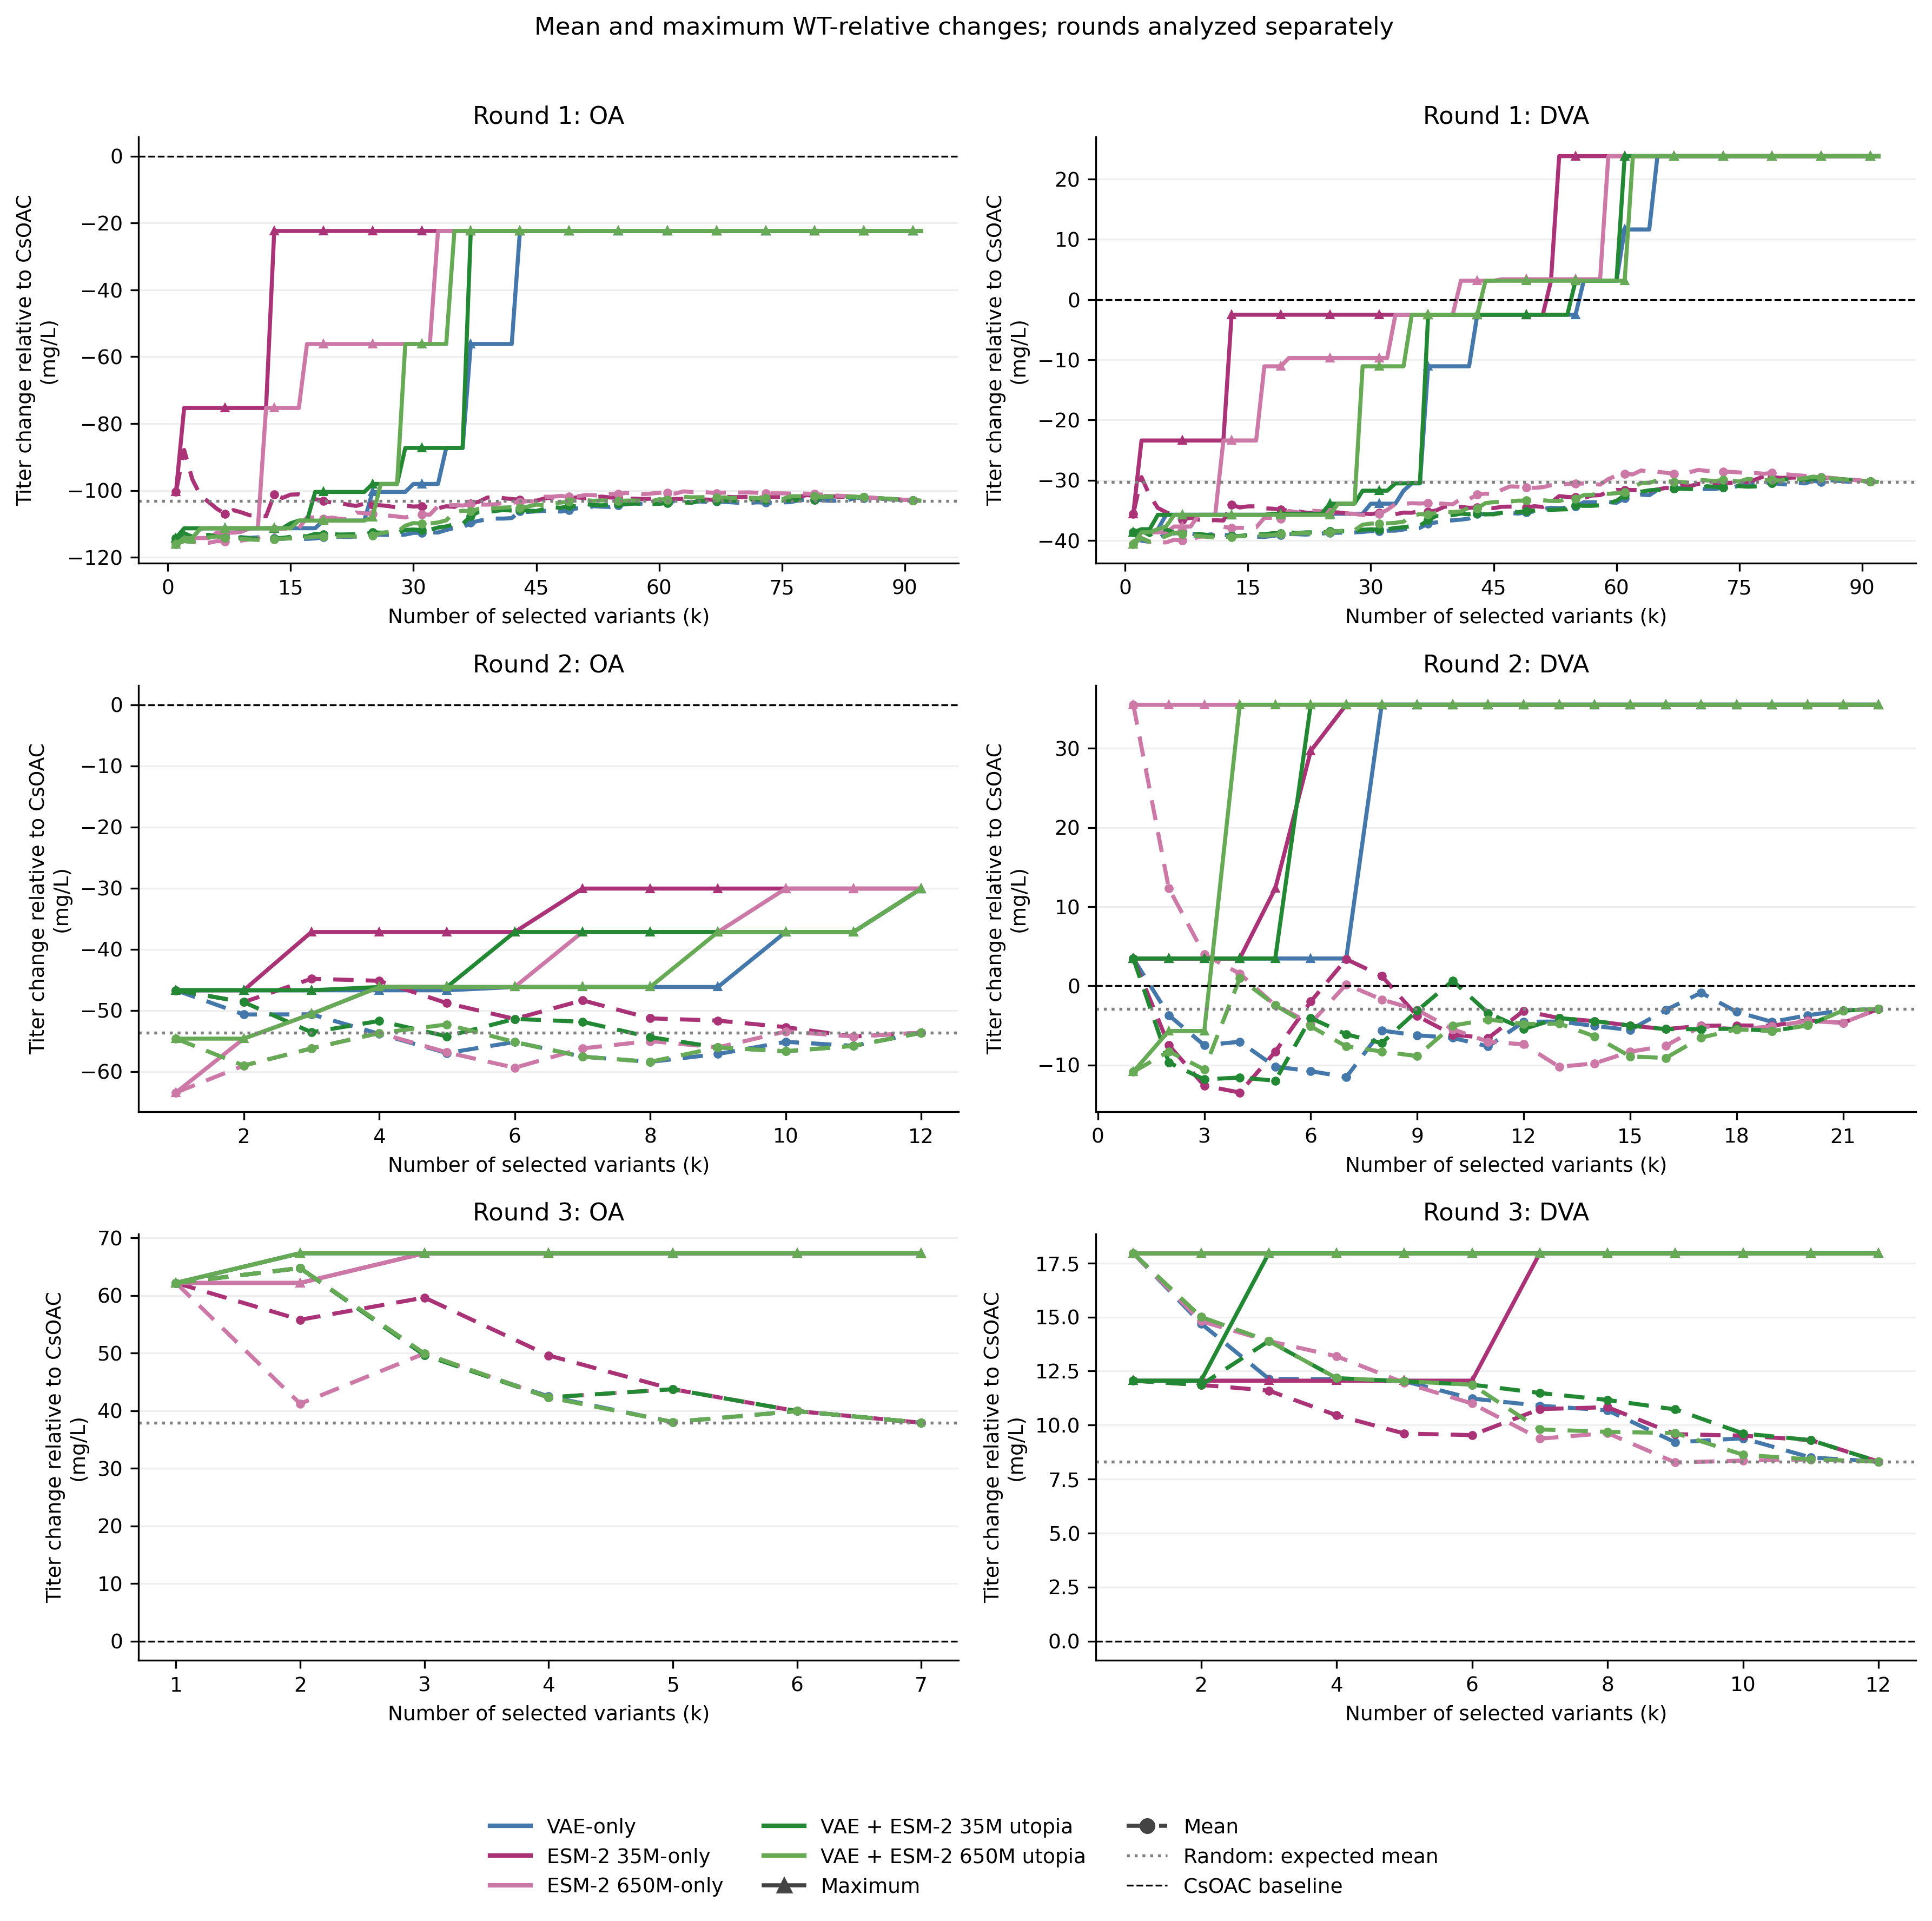 Mean and maximum WT-relative changes; rounds analyzed separately
Round 1: OA
Titer change relative to CsOAC
(mg/L)
0
−20
−40
−60
−80
−100
−120
0 15 30 45 60 75 90
Number of selected variants (k)
Round 1: DVA
Titer change relative to CsOAC
(mg/L)
20
10
0
−10
−20
−30
−40
0 15 30 45 60 75 90
Number of selected variants (k)
Round 2: OA
Titer change relative to CsOAC
(mg/L)
0
−10
−20
−30
−40
−50
−60
2 4 6 8 10 12
Number of selected variants (k)
Round 2: DVA
Titer change relative to CsOAC
(mg/L)
30
20
10
0
−10
0 3 6 9 12 15 18 21
Number of selected variants (k)
Round 3: OA
Titer change relative to CsOAC
(mg/L)
70
60
50
40
30
20
10
0
1 2 3 4 5 6 7
Number of selected variants (k)
Round 3: DVA
Titer change relative to CsOAC
(mg/L)
17.5
15.0
12.5
10.0
7.5
5.0
2.5
0.0
2 4 6 8 10 12
Number of selected variants (k)
VAE-only
ESM-2 35M-only
ESM-2 650M-only
VAE + ESM-2 35M utopia
VAE + ESM-2 650M utopia
Maximum
Mean
Random: expected mean
CsOAC baseline